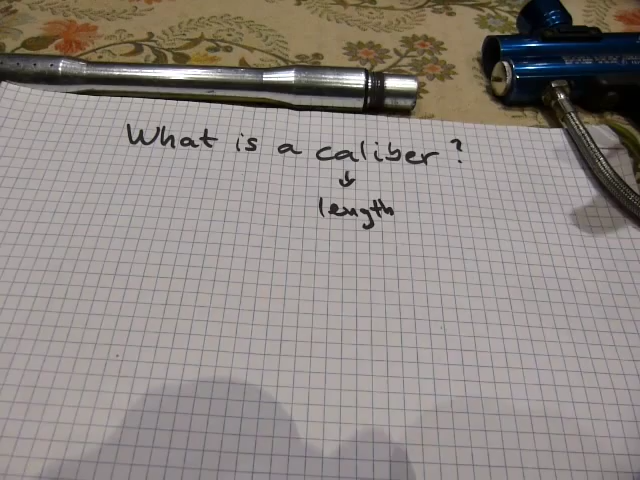 What is a caliber?
↓
length